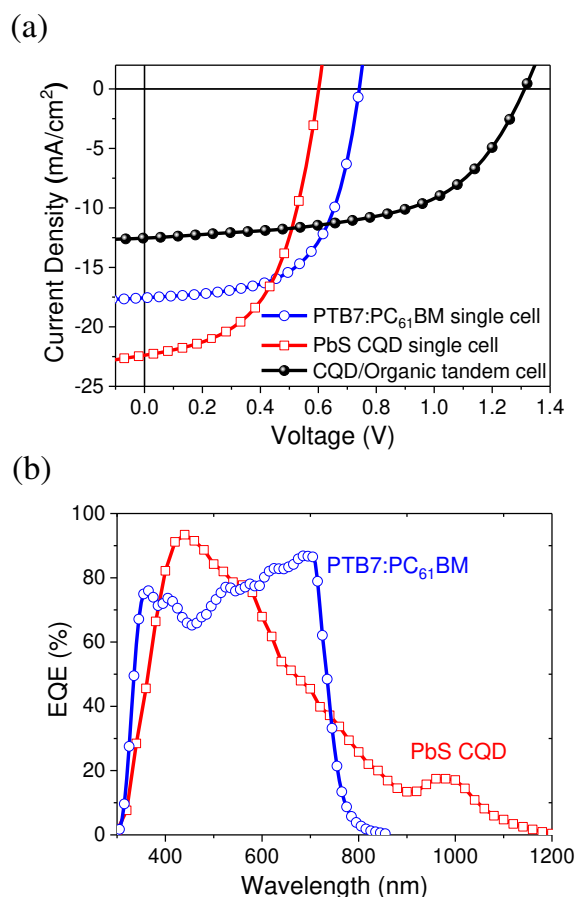 (a)
0
-5
-10
-15
-20
-25
Current Density (mA/cm²)
PTB7:PC₆₁BM single cell
PbS CQD single cell
CQD/Organic tandem cell
0.0 0.2 0.4 0.6 0.8 1.0 1.2 1.4
Voltage (V)
(b)
100
80
60
40
20
0
EQE (%)
PTB7:PC₆₁BM
PbS CQD
400 600 800 1000 1200
Wavelength (nm)